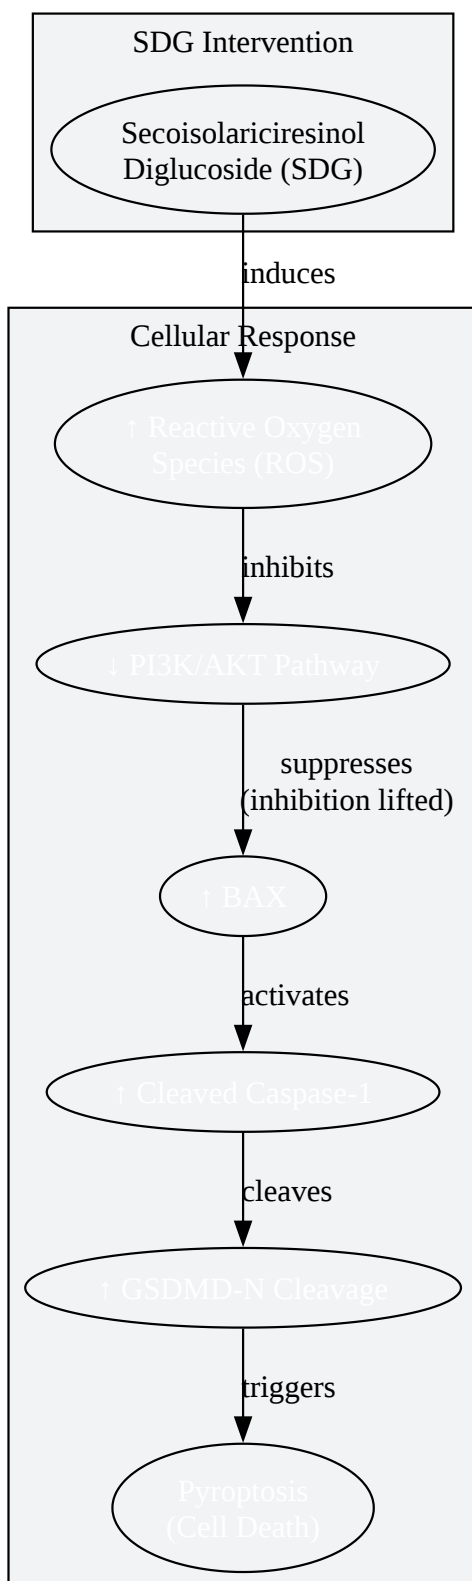 SDG Intervention
Secoisolariciresinol
Diglucoside (SDG)
induces
Cellular Response
↑ Reactive Oxygen
Species (ROS)
inhibits
↓ PI3K/AKT Pathway
suppresses
(inhibition lifted)
↑ BAX
activates
↑ Cleaved Caspase-1
cleaves
↑ GSDMD-N Cleavage
triggers
Pyroptosis
(Cell Death)